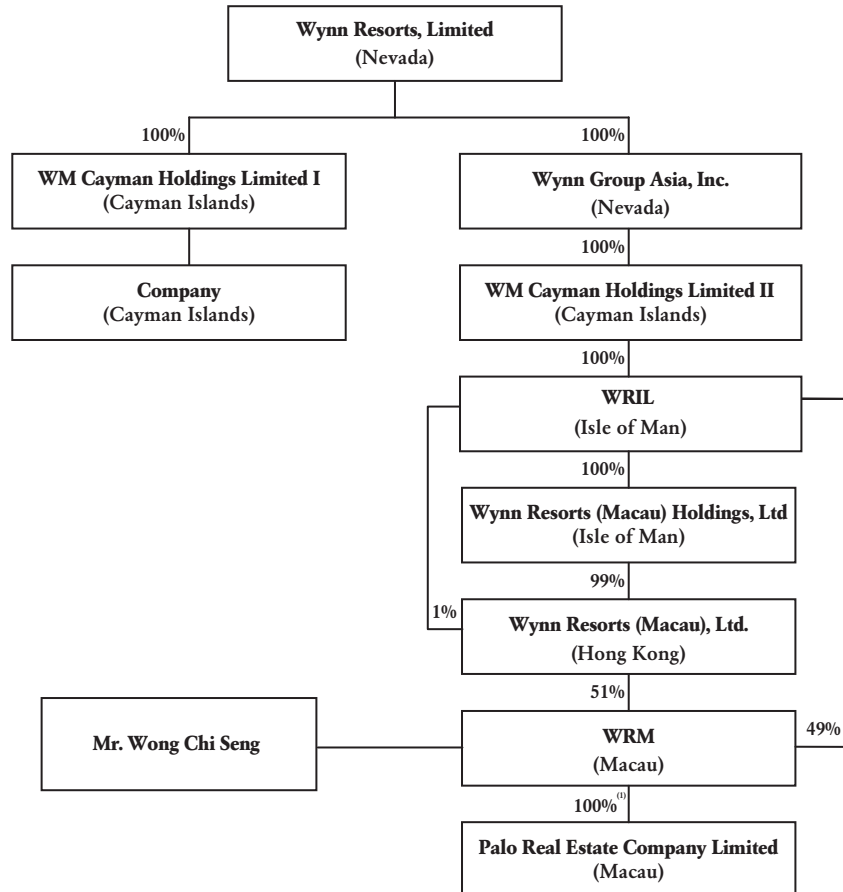 Wynn Resorts, Limited
(Nevada)
100%
100%
WM Cayman Holdings Limited I
(Cayman Islands)
Wynn Group Asia, Inc.
(Nevada)
100%
Company
(Cayman Islands)
WM Cayman Holdings Limited II
(Cayman Islands)
100%
WRIL
(Isle of Man)
100%
Wynn Resorts (Macau) Holdings, Ltd
(Isle of Man)
99%
1%
Wynn Resorts (Macau), Ltd.
(Hong Kong)
51%
Mr. Wong Chi Seng
WRM
(Macau)
49%
100%(1)
Palo Real Estate Company Limited
(Macau)